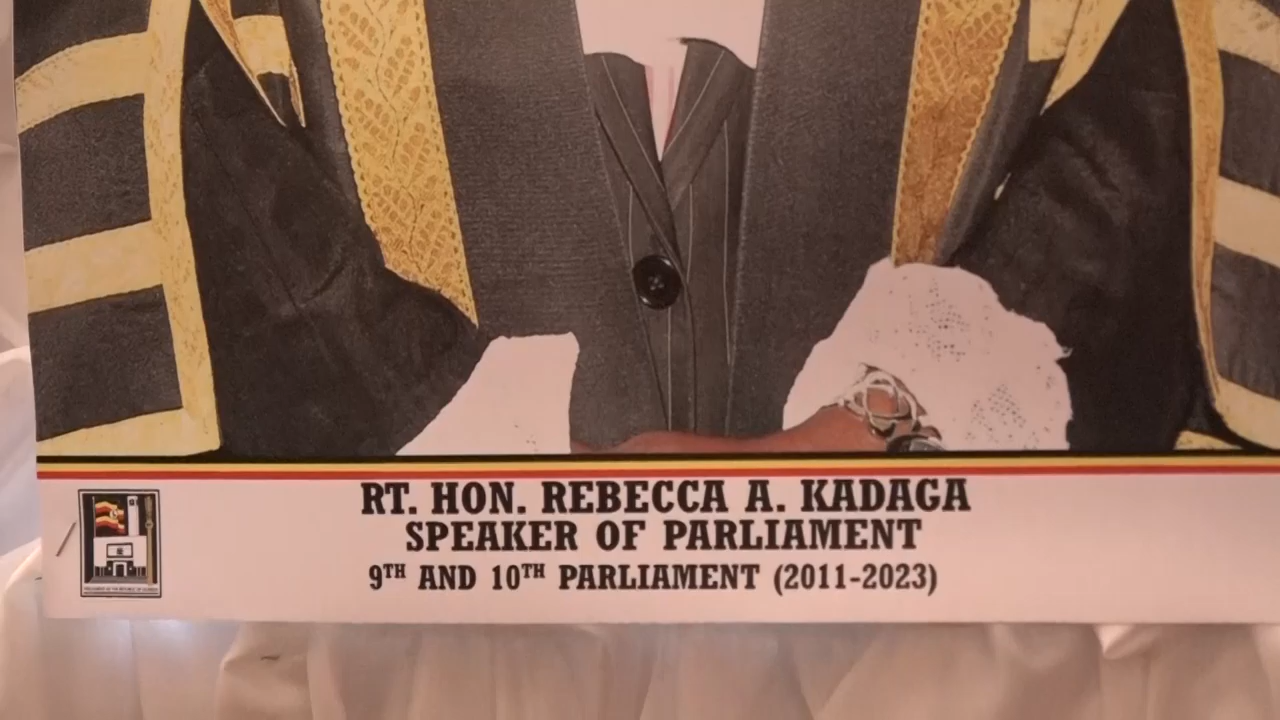 RT. HON. REBECCA A. KADAGA
SPEAKER OF PARLIAMENT
9TH AND 10TH PARLIAMENT (2011-2023)